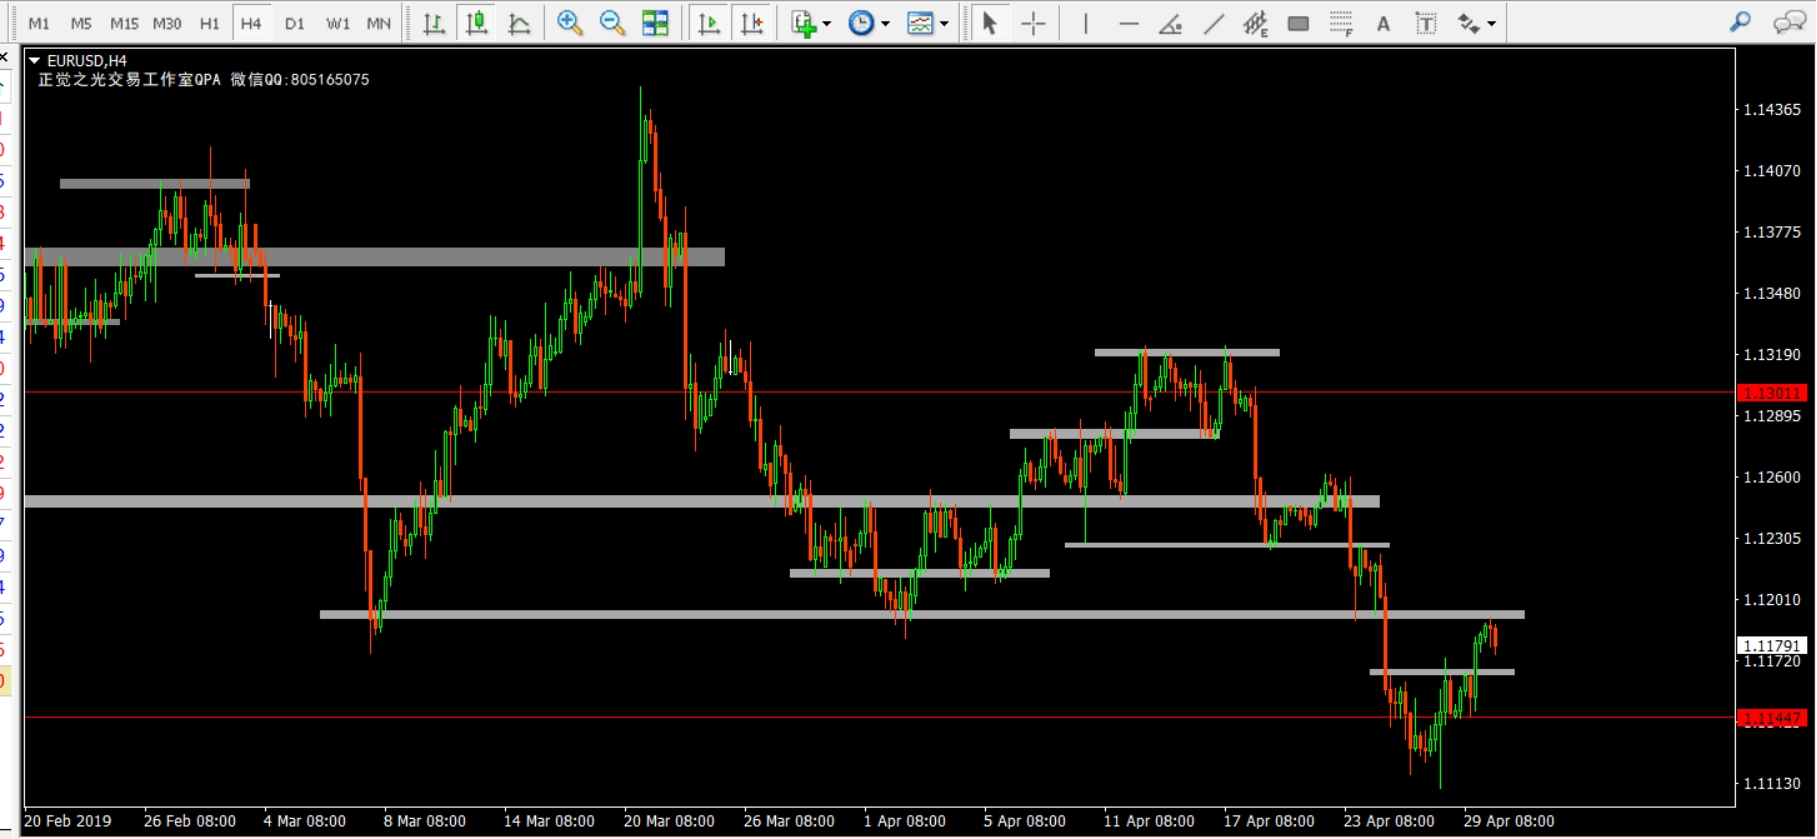 M1 M5 M15 M30 H1 H4 D1 W1 MN
E F A T
EURUSD,H4
正觉之光交易工作室QPA 微信QQ:805165075
1.14365
1.14070
1.13775
1.13480
1.13190
1.13011
1.12895
1.12600
1.12305
1.12010
1.11791
1.11720
1.11447
1.11130
20 Feb 2019 26 Feb 08:00 4 Mar 08:00 8 Mar 08:00 14 Mar 08:00 20 Mar 08:00 26 Mar 08:00 1 Apr 08:00 5 Apr 08:00 11 Apr 08:00 17 Apr 08:00 23 Apr 08:00 29 Apr 08:00